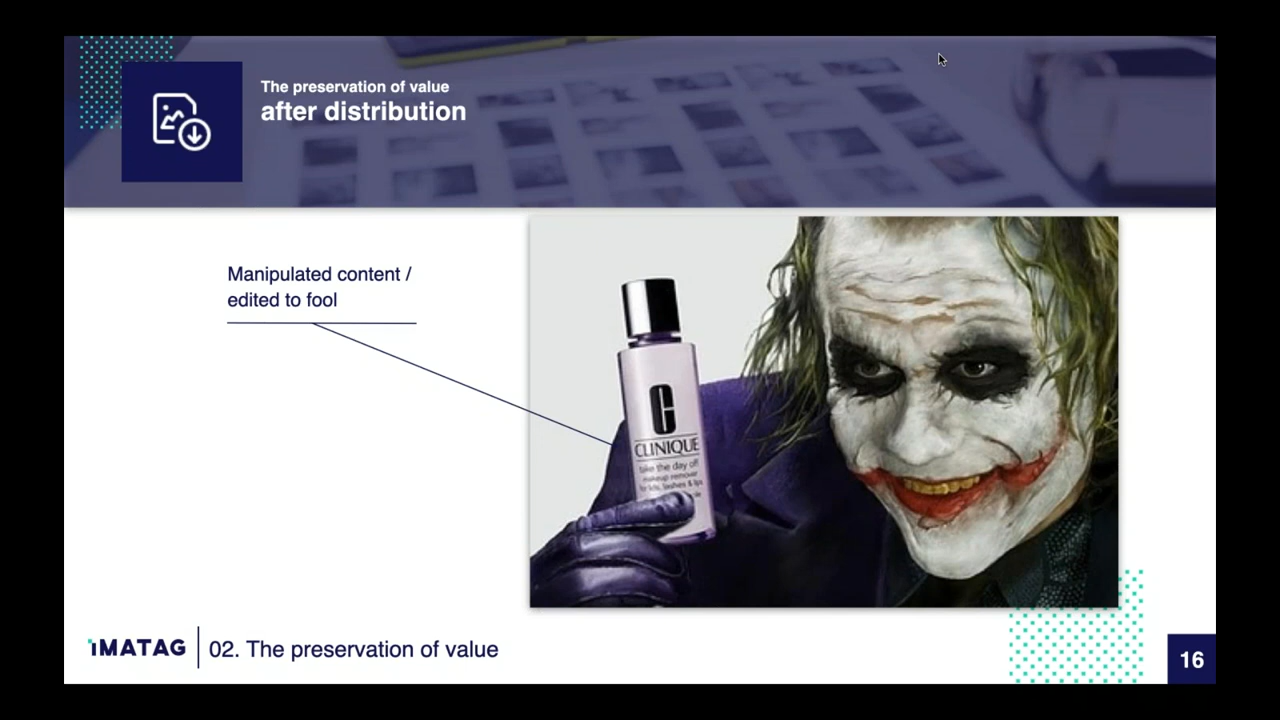 The preservation of value
after distribution
Manipulated content /
edited to fool
C
CLINIQUE
take the day off
makeup remover
for lids, lashes & lips
iMATAG
02. The preservation of value
16